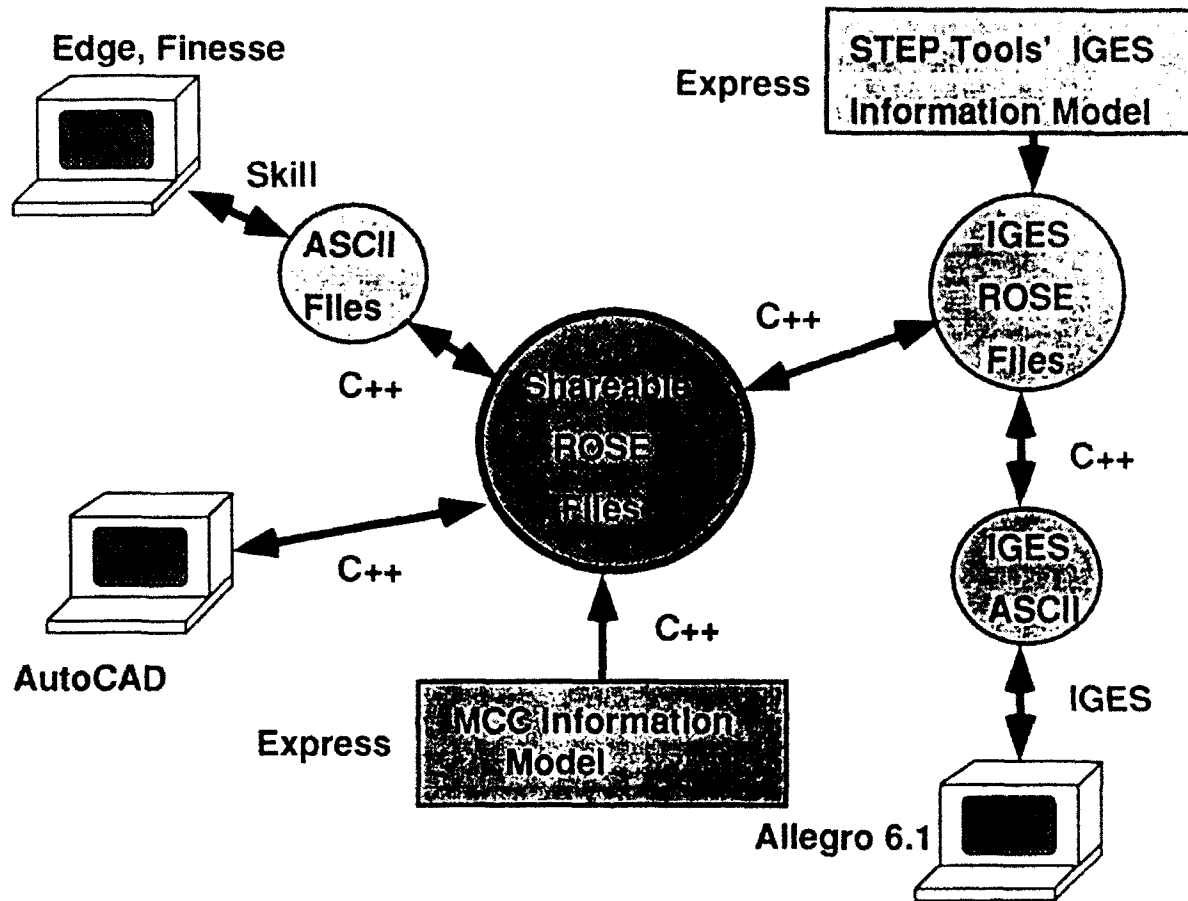 Edge, Finesse
STEP Tools' IGES
Information Model
Express
Skill
ASCII
Files
IGES
ROSE
Files
C++
C++
Shareable
ROSE
Files
C++
IGES
ASCII
C++
AutoCAD
C++
IGES
Express
MCC Information
Model
Allegro 6.1